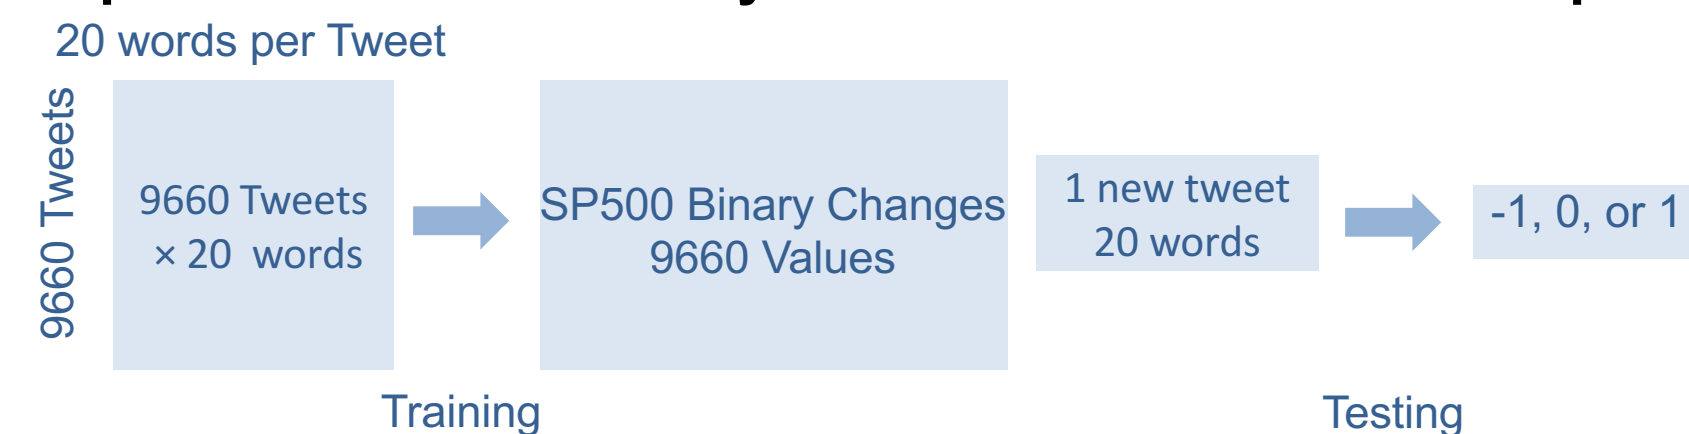 20 words per Tweet
9660 Tweets
9660 Tweets
× 20 words
SP500 Binary Changes
9660 Values
1 new tweet
20 words
-1, 0, or 1
Training
Testing